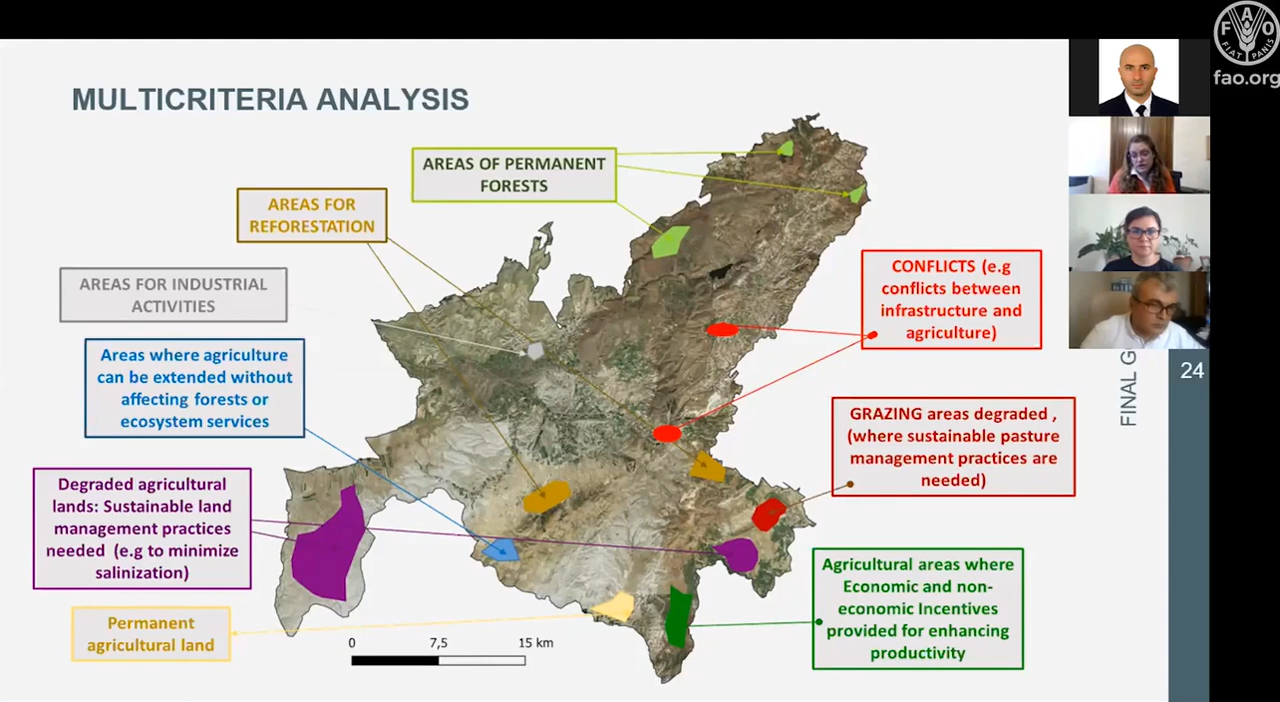 MULTICRITERIA ANALYSIS
AREAS OF PERMANENT
FORESTS
AREAS FOR
REFORESTATION
AREAS FOR INDUSTRIAL
ACTIVITIES
Areas where agriculture
can be extended without
affecting forests or
ecosystem services
Degraded agricultural
lands: Sustainable land
management practices
needed (e.g to minimize
salinization)
Permanent
agricultural land
0 7,5 15 km
CONFLICTS (e.g
conflicts between
infrastructure and
agriculture)
GRAZING areas degraded ,
(where sustainable pasture
management practices are
needed)
Agricultural areas where
Economic and non-
economic Incentives
provided for enhancing
productivity
FINAL G
24
F A O
FIAT PANIS
fao.org